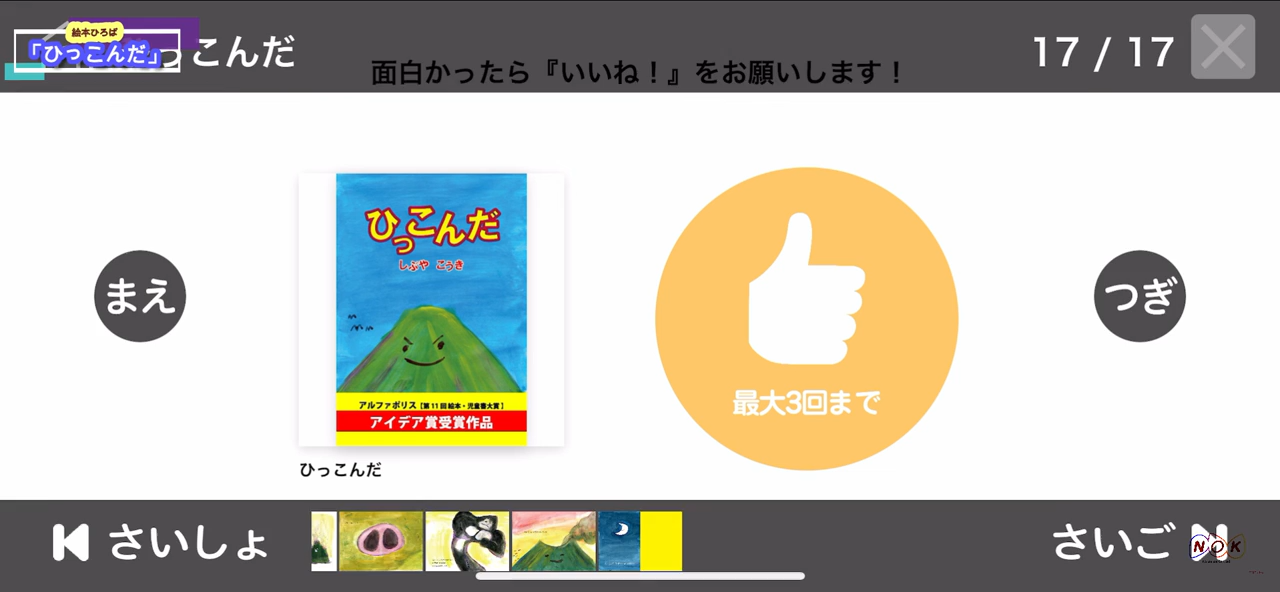 絵本ひろば
「ひっこんだ」
っこんだ
面白かったら『いいね！』をお願いします！
17 / 17
まえ
ひっこんだ
しぶや こうき
アルファポリス［第11回 絵本・児童書大賞］
アイデア賞受賞作品
ひっこんだ
最大3回まで
つぎ
さいしょ
さいご
NOK